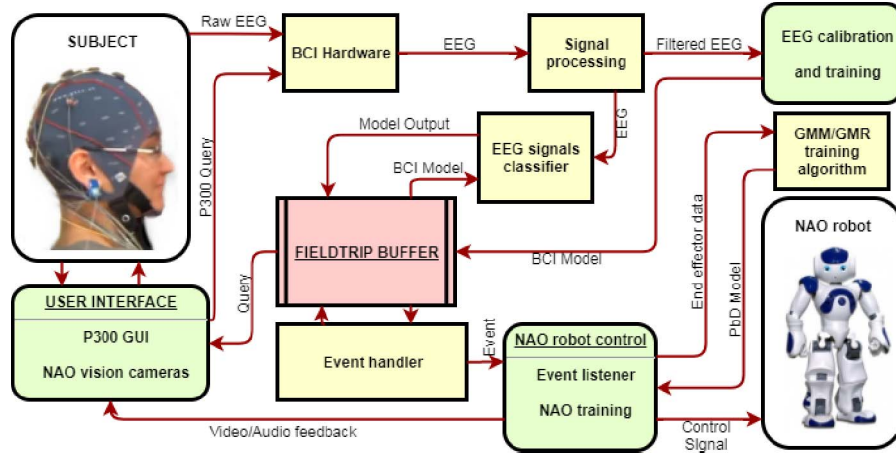 SUBJECT
Raw EEG
BCI Hardware
EEG
Signal
processing
Filtered EEG
EEG calibration
and training
P300 Query
Model Output
BCI Model
EEG signals
classifier
EEG
GMM/GMR
training
algorithm
FIELDTRIP BUFFER
BCI Model
End effector data
PbD Model
NAO robot
Query
USER INTERFACE
P300 GUI
NAO vision cameras
Event handler
Event
NAO robot control
Event listener
NAO training
Video/Audio feedback
Control
Signal